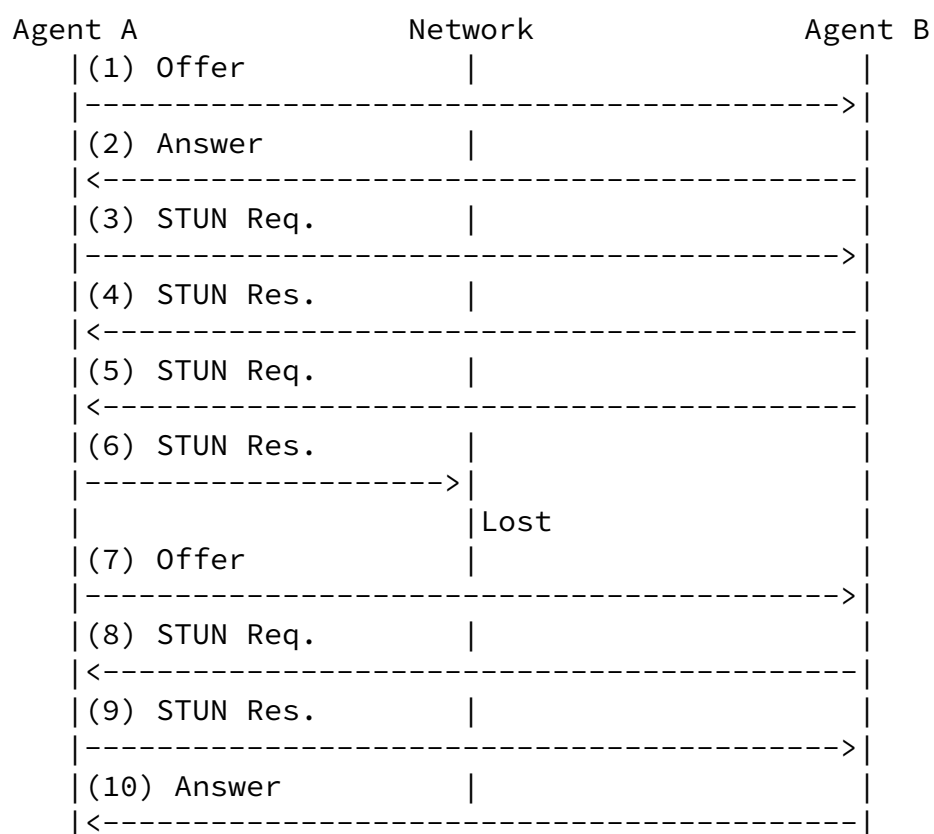 Agent A Network Agent B
(1) Offer
(2) Answer
(3) STUN Req.
(4) STUN Res.
(5) STUN Req.
(6) STUN Res.
Lost
(7) Offer
(8) STUN Req.
(9) STUN Res.
(10) Answer